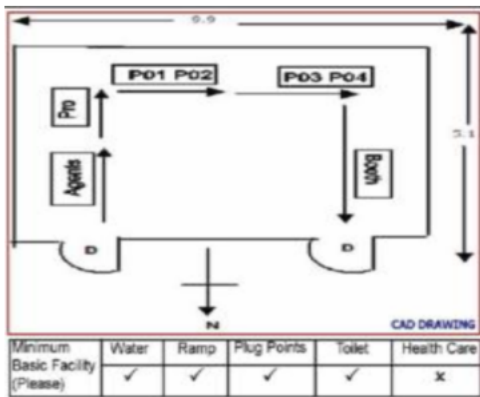 P01 P02
P03 P04
Pro
Agents
Booth
D
D
N
CAD DRAWING
Minimum Basic Facility (Please)
Water
Ramp
Plug Points
Toilet
Health Care
✓
✓
✓
✓
x